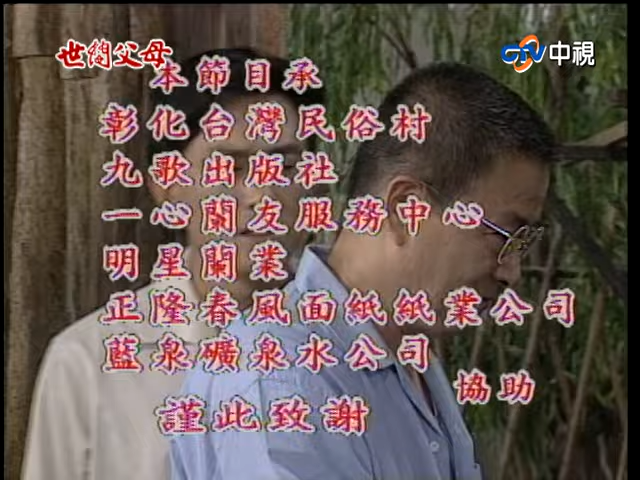 世間父母
CTV中視
本節目承
彰化台灣民俗村
九歌出版社
一心蘭友服務中心
明星蘭業
正隆春風面紙紙業公司
藍泉礦泉水公司
協助
謹此致謝